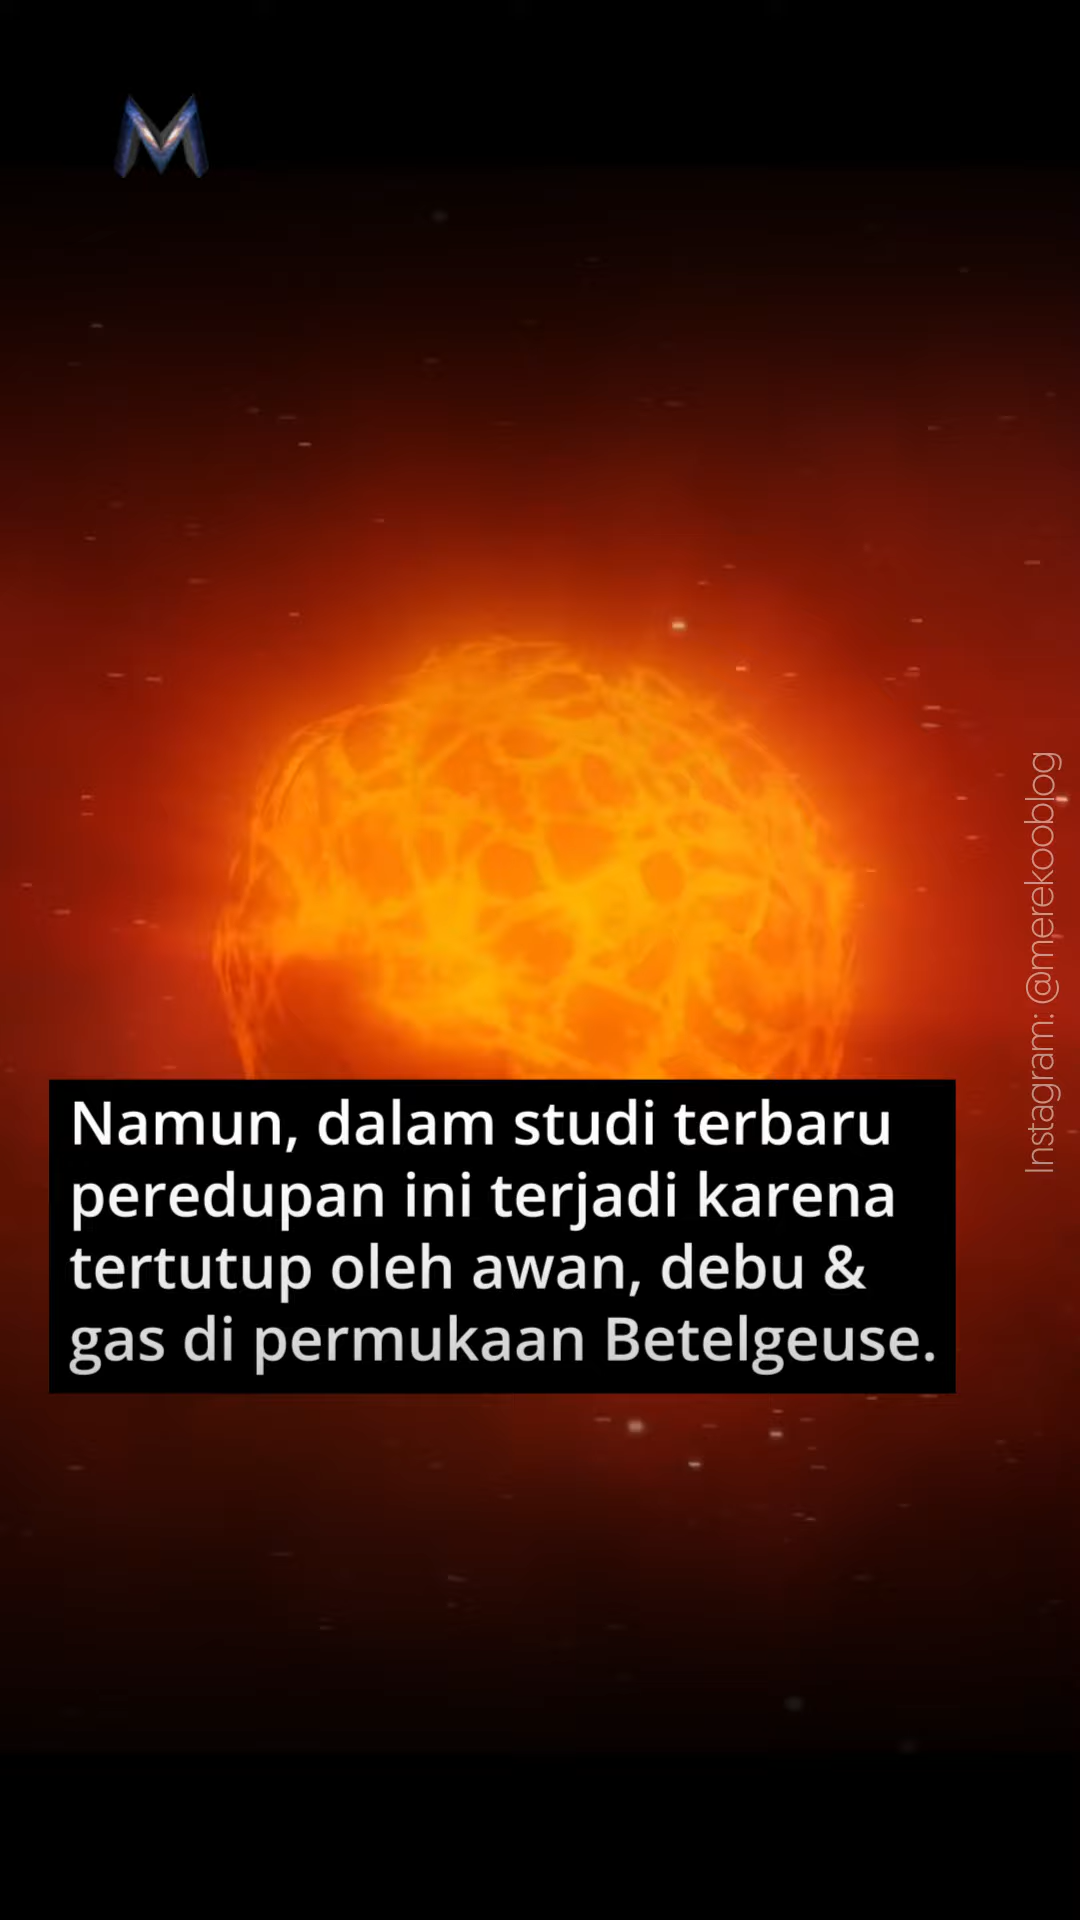 M
Namun, dalam studi terbaru
peredupan ini terjadi karena
tertutup oleh awan, debu &
gas di permukaan Betelgeuse.
Instagram: @merekooblog